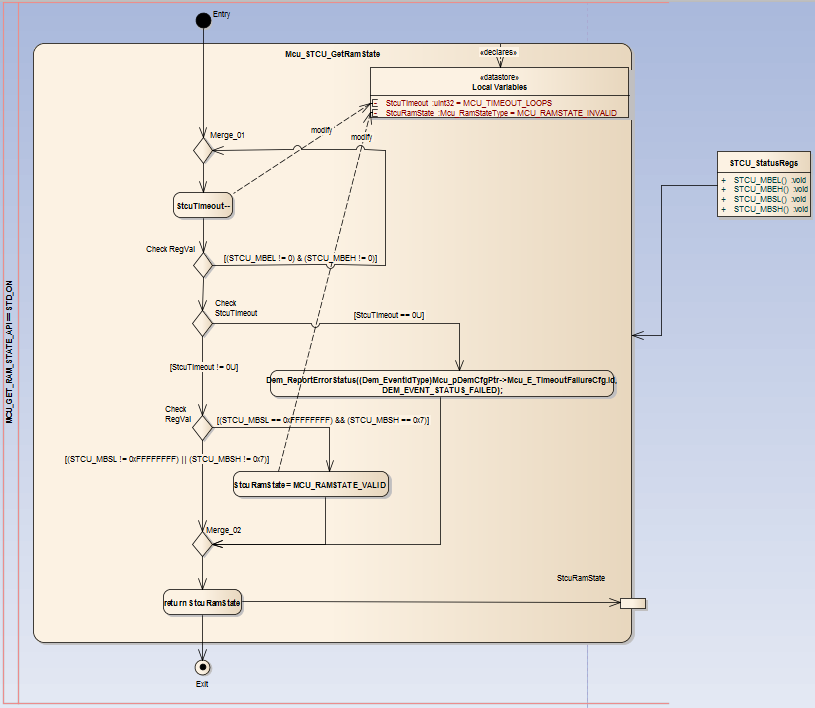 Entry
Mcu_STCU_GetRamState
«declares»
«datastore»
Local Variables
StcuTimeout :uint32 = MCU_TIMEOUT_LOOPS
StcuRamState :Mcu_RamStateType = MCU_RAMSTATE_INVALID
modify
modify
Merge_01
STCU_StatusRegs
+ STCU_MBEL() :void
+ STCU_MBEH() :void
+ STCU_MBSL() :void
+ STCU_MBSH() :void
StcuTimeout--
Check RegVal
[(STCU_MBEL != 0) & (STCU_MBEH != 0)]
Check
StcuTimeout
[StcuTimeout == 0U]
MCU_GET_RAM_STATE_API == STD_ON
[StcuTimeout != 0U]
Dem_ReportErrorStatus((Dem_EventIdType)Mcu_pDemCfgPtr->Mcu_E_TimeoutFailureCfg.Id,
DEM_EVENT_STATUS_FAILED);
Check
RegVal
[(STCU_MBSL == 0xFFFFFFFF) && (STCU_MBSH == 0x7)]
[(STCU_MBSL != 0xFFFFFFFF) || (STCU_MBSH != 0x7)]
StcuRamState = MCU_RAMSTATE_VALID
Merge_02
StcuRamState
return StcuRamState
Exit